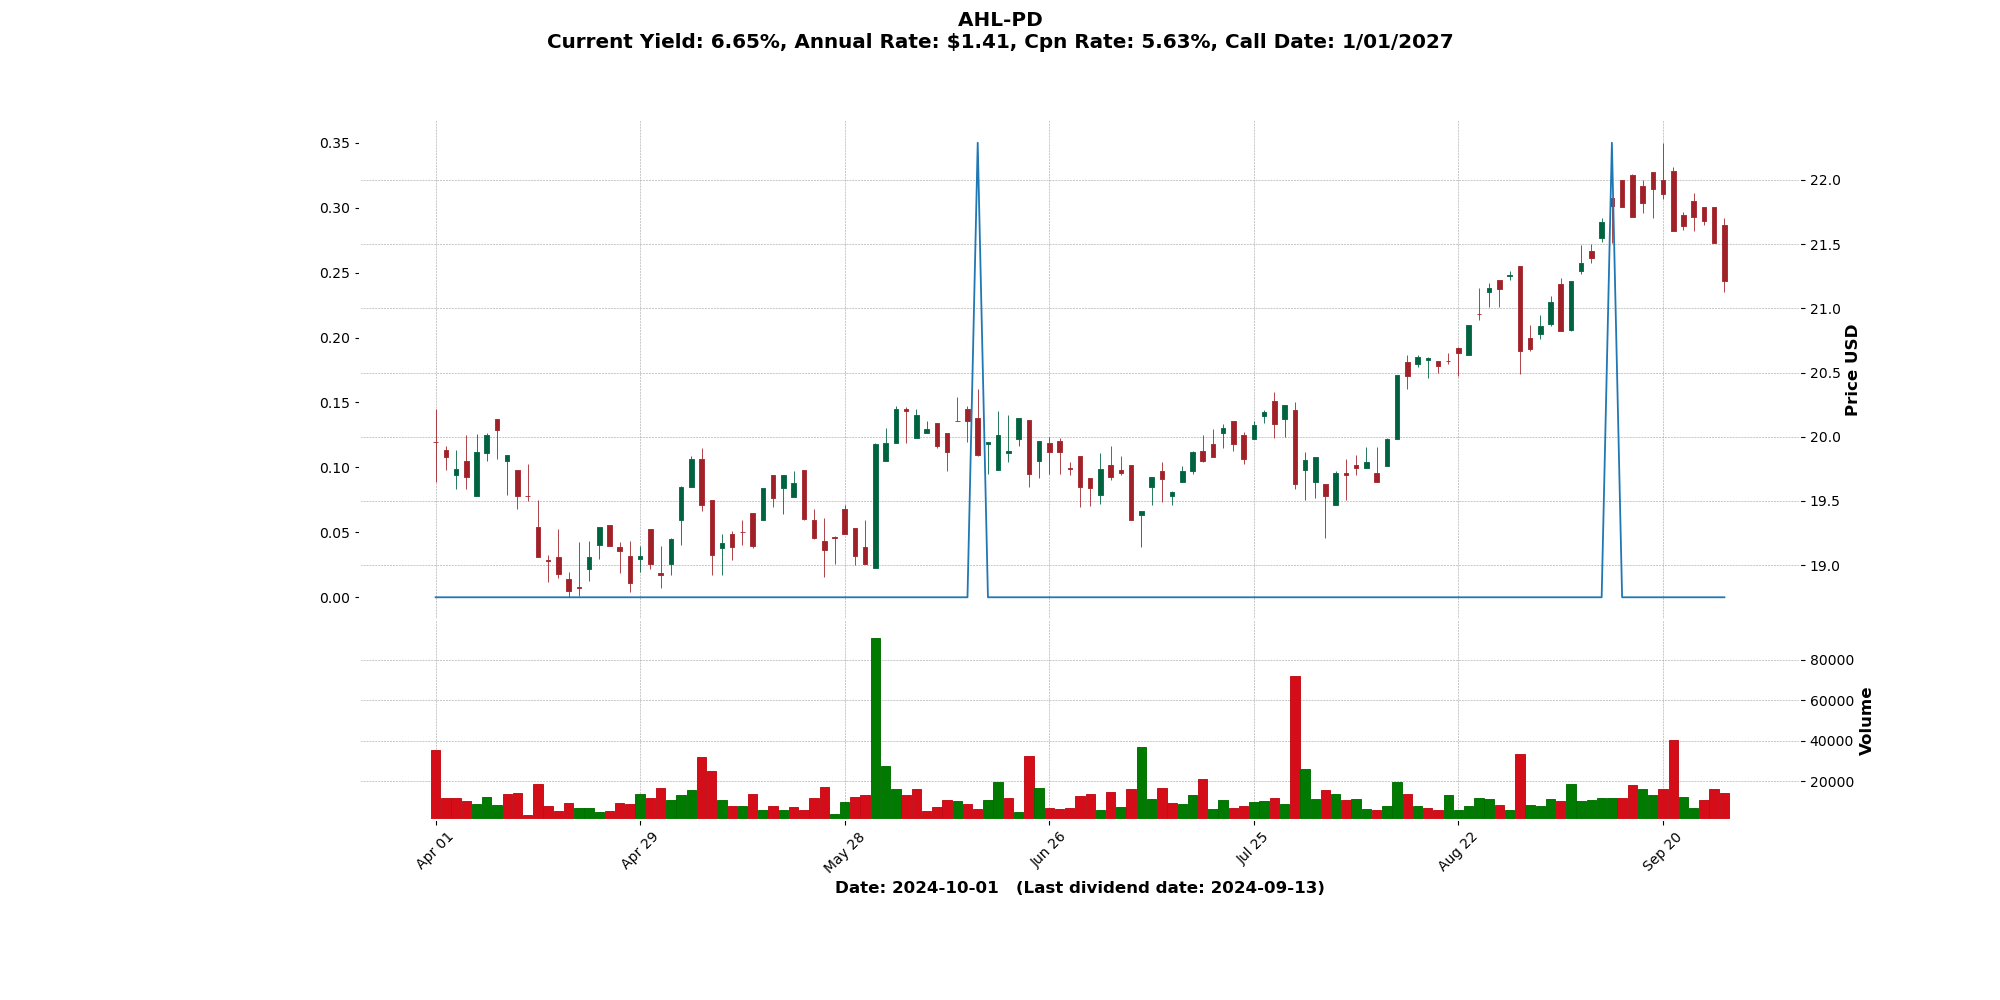 AHL-PD
Current Yield: 6.65%, Annual Rate: $1.41, Cpn Rate: 5.63%, Call Date: 1/01/2027
0.35
0.30
0.25
0.20
0.15
0.10
0.05
0.00
22.0
21.5
21.0
20.5
20.0
19.5
19.0
Price USD
80000
60000
40000
20000
Volume
Apr 01
Apr 29
May 28
Jun 26
Jul 25
Aug 22
Sep 20
Date: 2024-10-01 (Last dividend date: 2024-09-13)